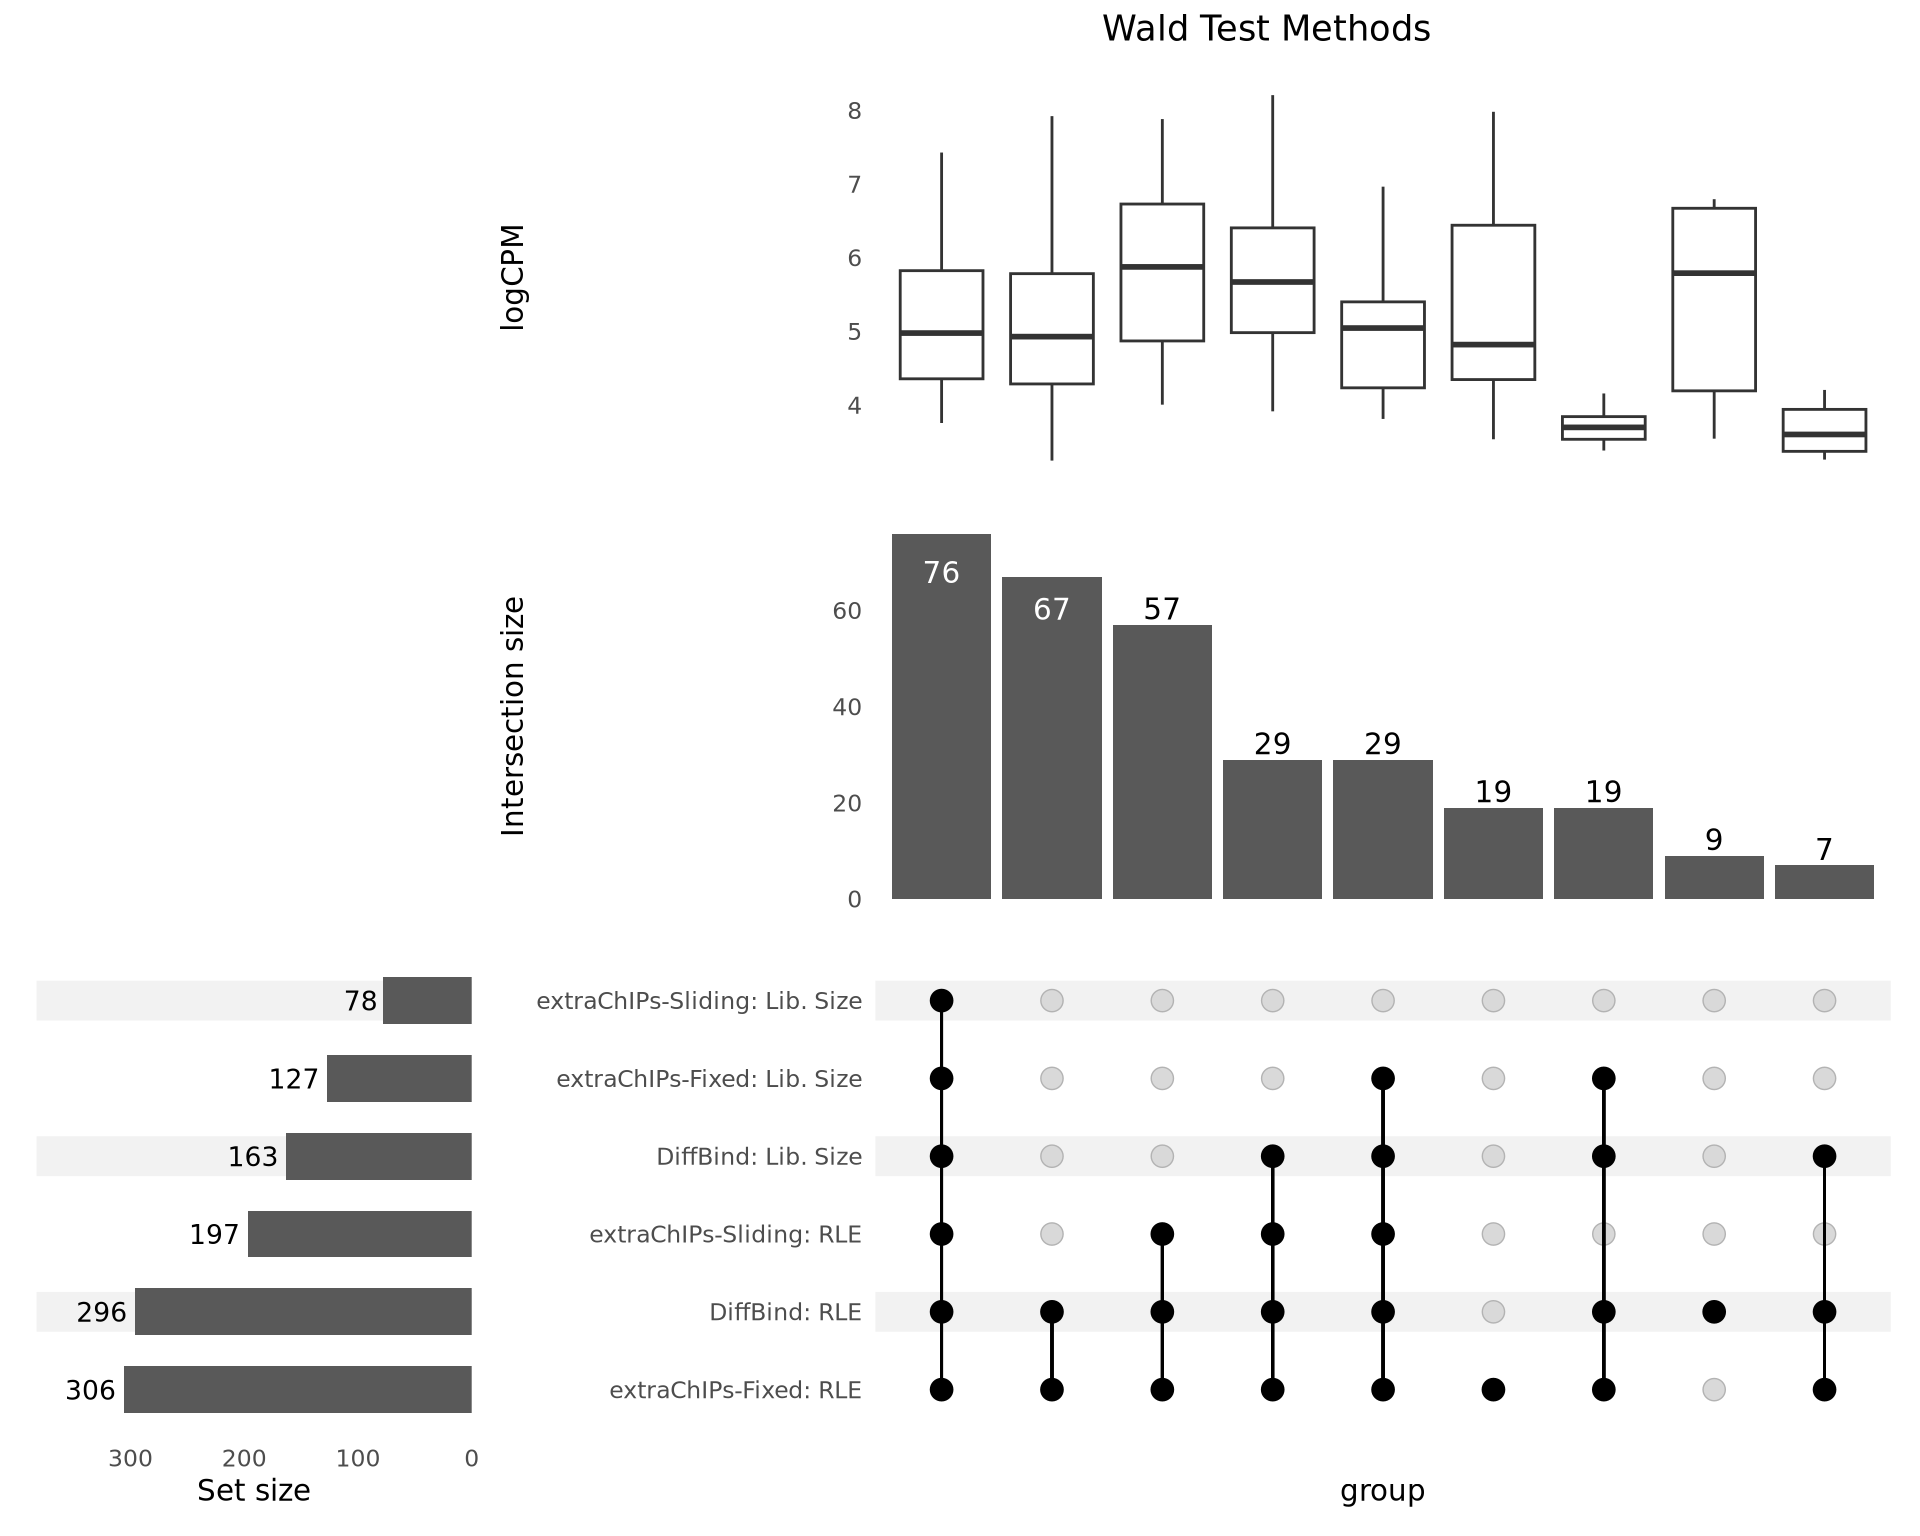 Wald Test Methods
logCPM
8
7
6
5
4
Intersection size
60
40
20
0
76
67
57
29
29
19
19
9
7
78
extraChIPs-Sliding: Lib. Size
127
extraChIPs-Fixed: Lib. Size
163
DiffBind: Lib. Size
197
extraChIPs-Sliding: RLE
296
DiffBind: RLE
306
extraChIPs-Fixed: RLE
300 200 100 0
Set size
group